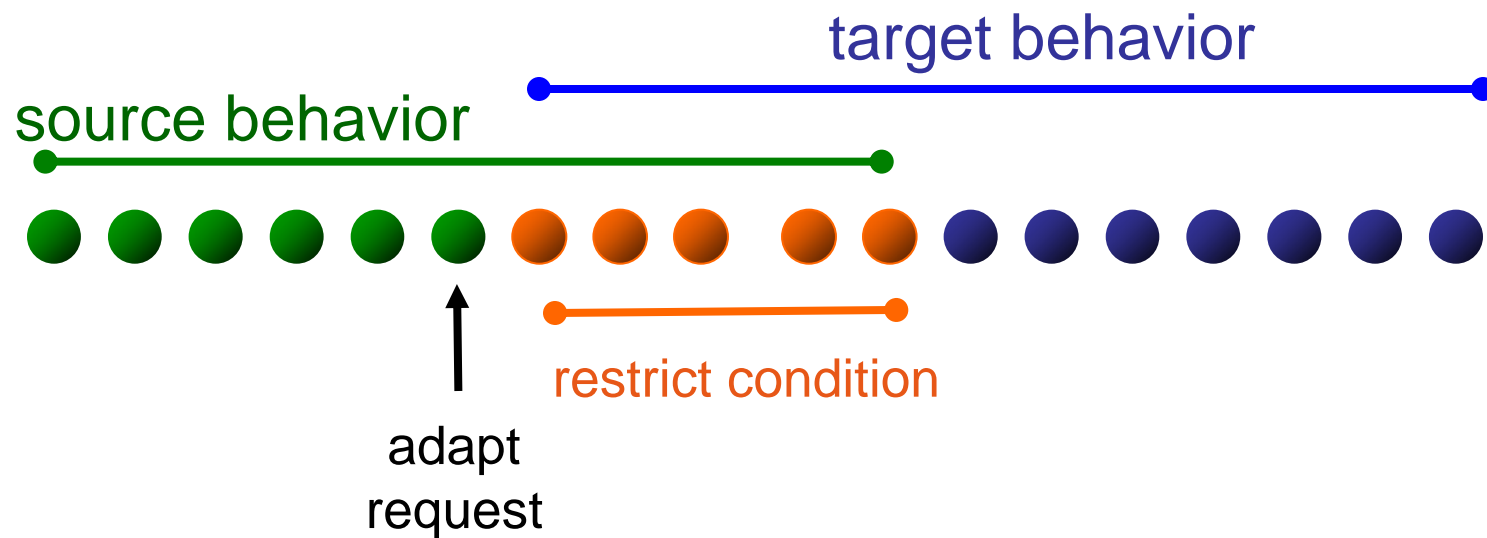 target behavior
source behavior
restrict condition
adapt
request